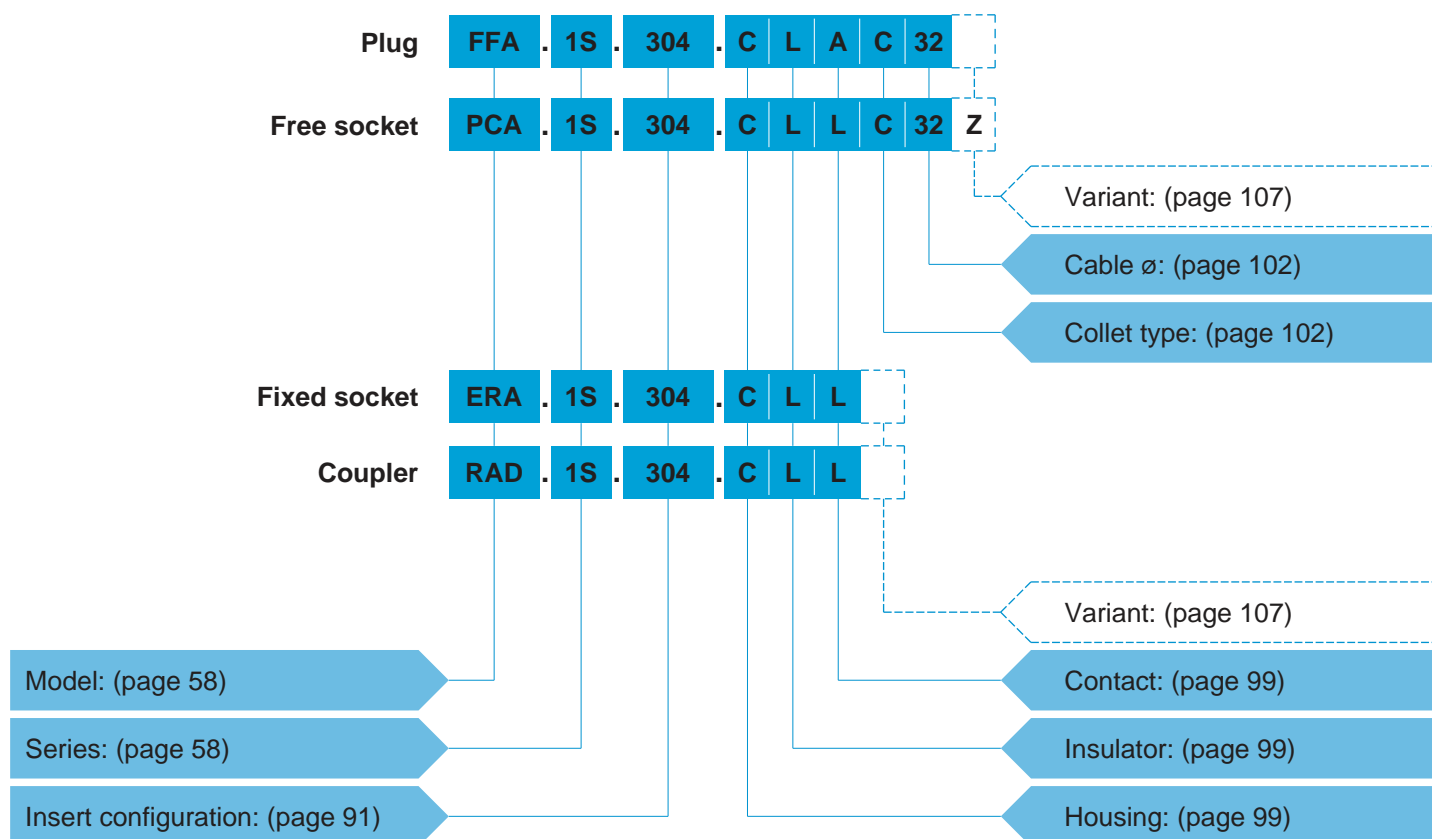 Plug FFA . 1S . 304 . C L A C 32
Free socket PCA . 1S . 304 . C L L C 32 Z
Variant: (page 107)
Cable ø: (page 102)
Collet type: (page 102)
Fixed socket ERA . 1S . 304 . C L L
Coupler RAD . 1S . 304 . C L L
Variant: (page 107)
Model: (page 58) Contact: (page 99)
Series: (page 58) Insulator: (page 99)
Insert configuration: (page 91) Housing: (page 99)